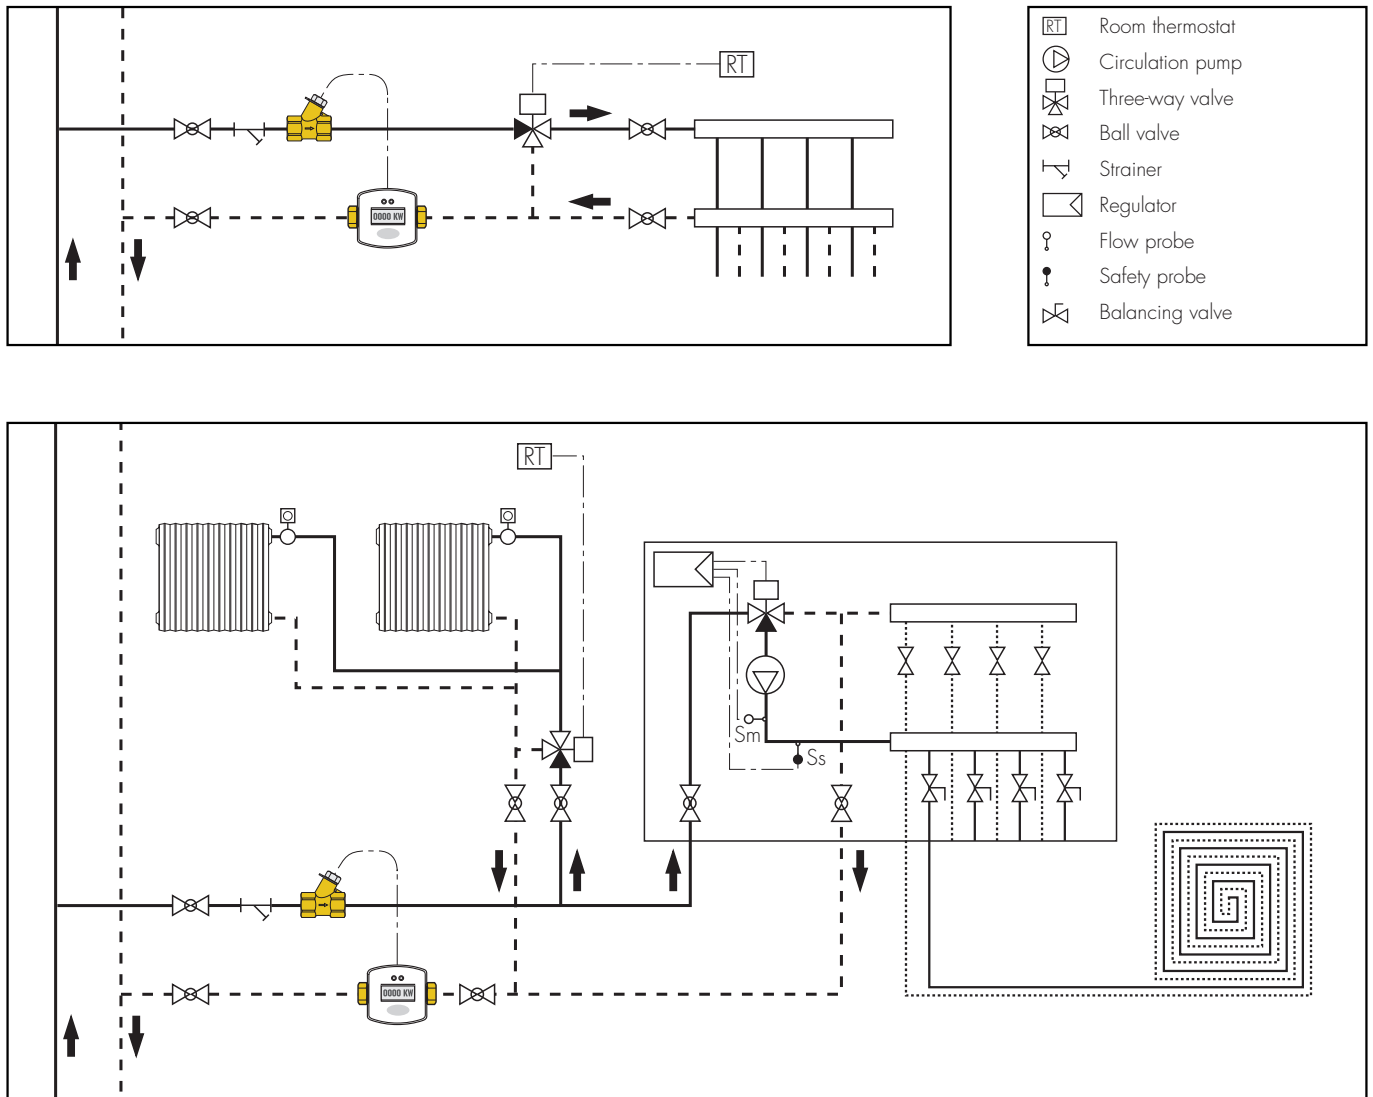 RT
0000 KW
RT Room thermostat
Circulation pump
Three-way valve
Ball valve
Strainer
Regulator
Flow probe
Safety probe
Balancing valve
RT
Sm
Ss
0000 KW